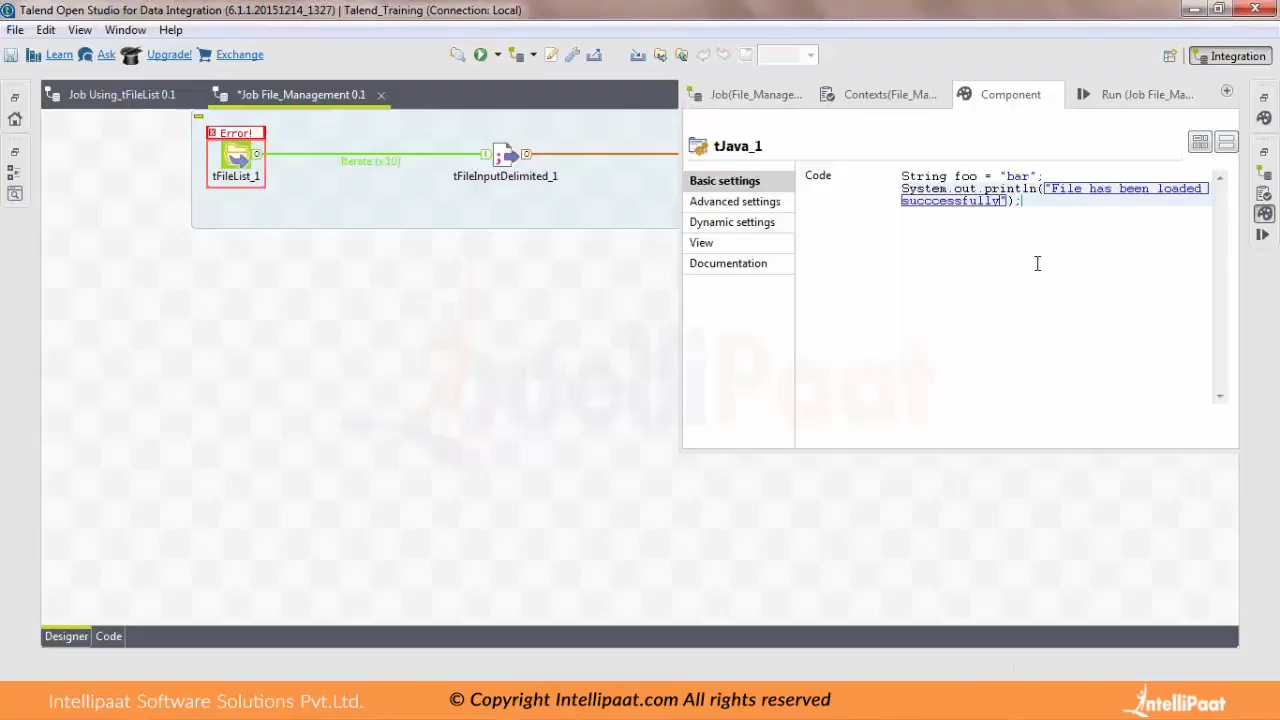 Talend Open Studio for Data Integration (6.1.1.20151214_1327) | Talend_Training (Connection: Local)
File Edit View Window Help
Learn Ask Upgrade! Exchange Integration
Job Using_tFileList 0.1 *Job File_Management 0.1
Job(File_Manage... Contexts(File_Ma... Component Run (Job File_Ma...
Error!
Iterate (x 10)
tFileList_1 tFileInputDelimited_1
tJava_1
Basic settings
Advanced settings
Dynamic settings
View
Documentation
Code
String foo = "bar";
System.out.println("File has been loaded
succcessfully");
IntelliPaat
Designer Code
Intellipaat Software Solutions Pvt.Ltd. © Copyright Intellipaat.com All rights reserved IntelliPaat